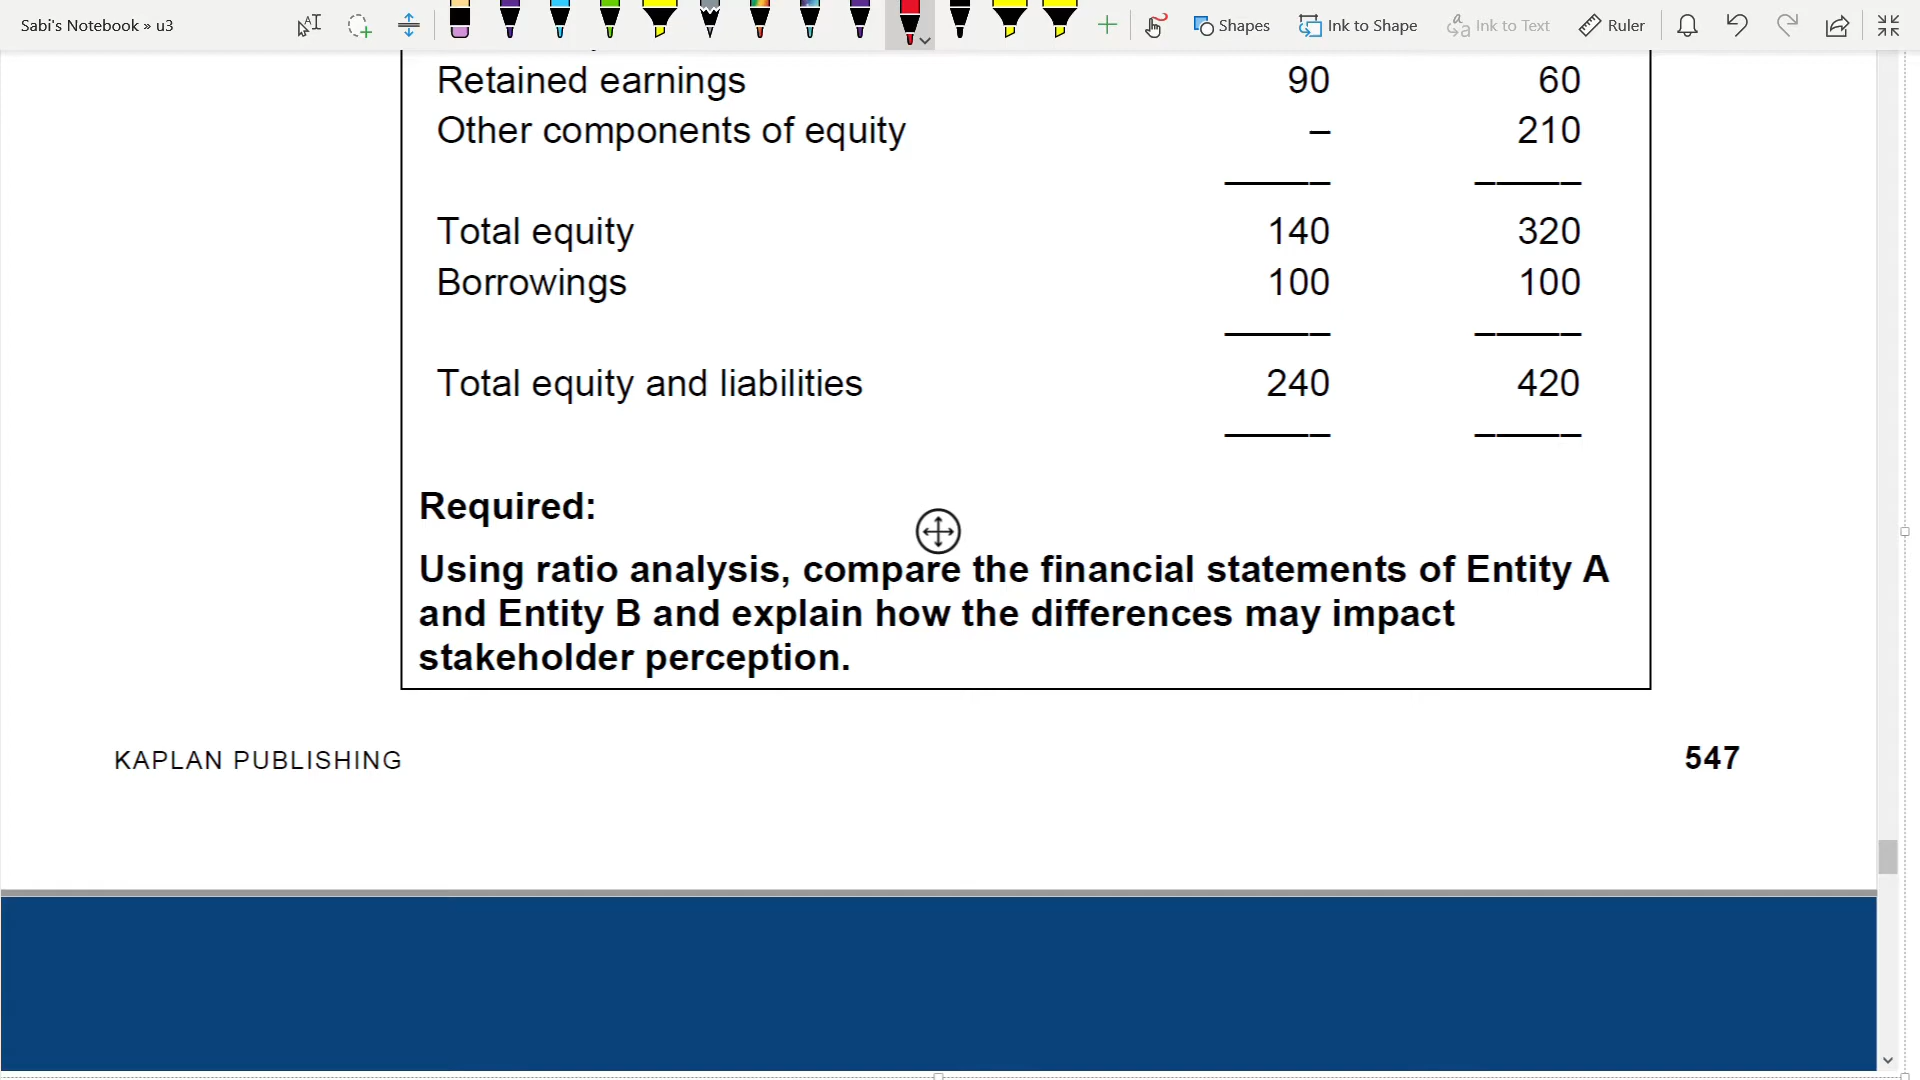 Sabi's Notebook » u3
Shapes
Ink to Shape
Ink to Text
Ruler
Retained earnings 90 60
Other components of equity – 210
Total equity 140 320
Borrowings 100 100
Total equity and liabilities 240 420
Required:
Using ratio analysis, compare the financial statements of Entity A
and Entity B and explain how the differences may impact
stakeholder perception.
KAPLAN PUBLISHING 547